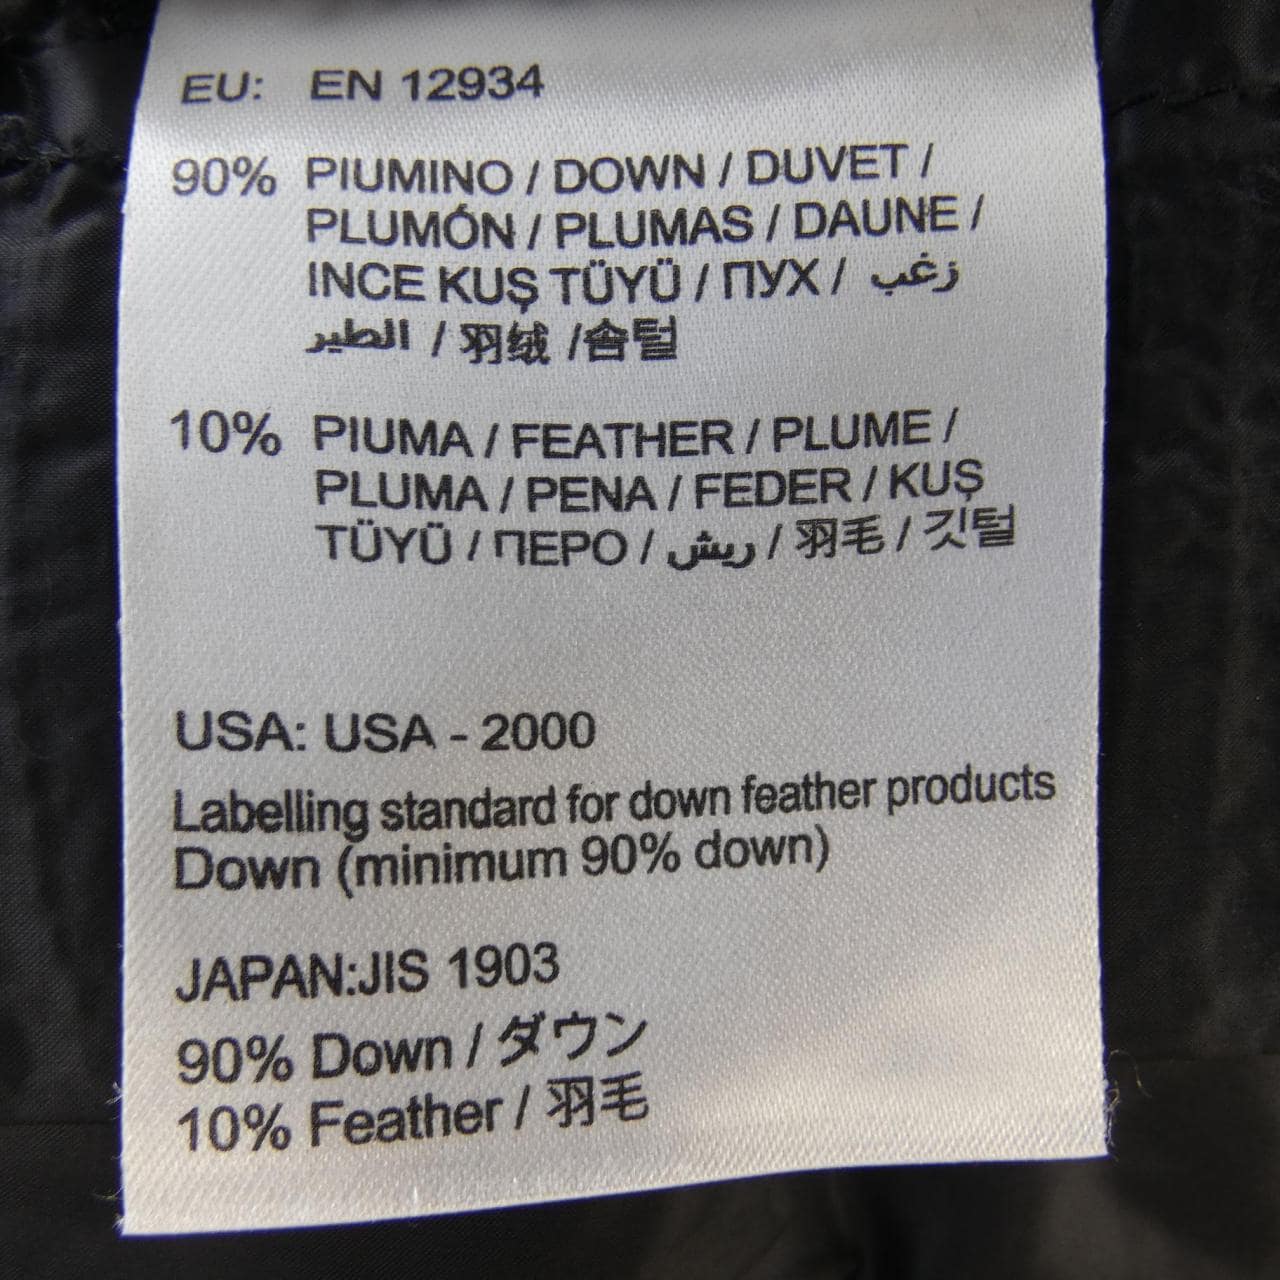 EU: EN 12934
90% PIUMINO / DOWN / DUVET /
PLUMÓN / PLUMAS / DAUNE /
INCE KUŞ TÜYÜ / ПУХ / زغب
الطير / 羽绒 /솜털
10% PIUMA / FEATHER / PLUME /
PLUMA / PENA / FEDER / KUŞ
TÜYÜ / ПЕРО / ريش / 羽毛 / 깃털
USA: USA - 2000
Labelling standard for down feather products
Down (minimum 90% down)
JAPAN:JIS 1903
90% Down / ダウン
10% Feather / 羽毛